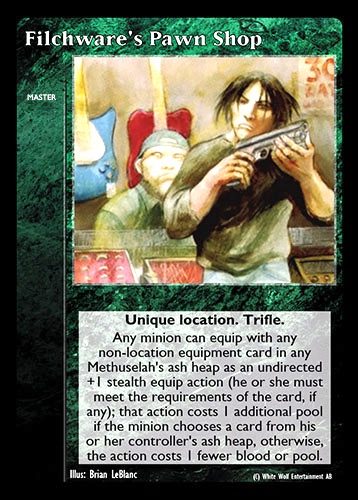 Filchware's Pawn Shop
MASTER
30
DAY
Unique location. Trifle.
Any minion can equip with any
non-location equipment card in any
Methuselah's ash heap as an undirected
+1 stealth equip action (he or she must
meet the requirements of the card, if
any); that action costs 1 additional pool
if the minion chooses a card from his
or her controller's ash heap, otherwise,
the action costs 1 fewer blood or pool.
Illus: Brian LeBlanc
(C) White Wolf Entertainment AB